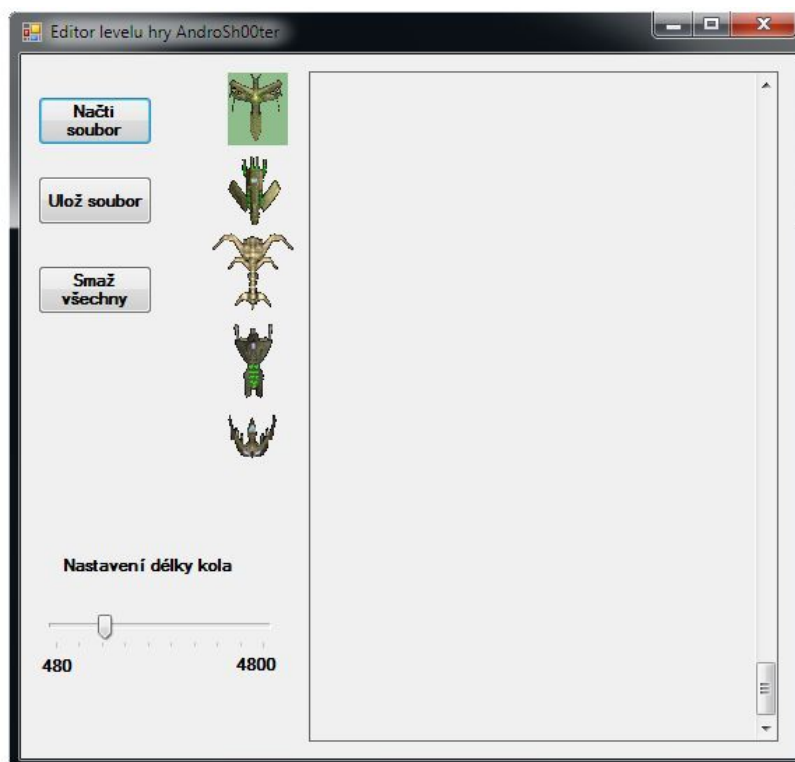 Editor levelu hry AndroSh00ter
Načti
soubor
Ulož soubor
Smaž
všechny
Nastavení délky kola
480
4800